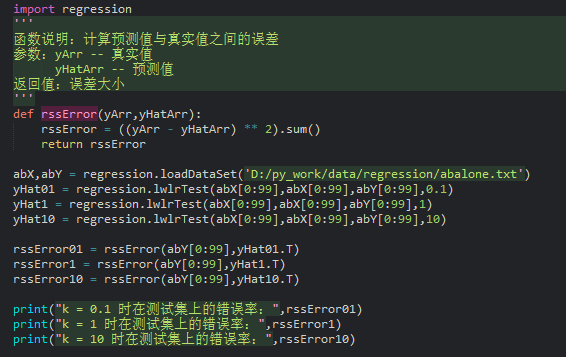 import regression
'''
函数说明：计算预测值与真实值之间的误差
参数：yArr -- 真实值
      yHatArr -- 预测值
返回值：误差大小
'''
def rssError(yArr,yHatArr):
    rssError = ((yArr - yHatArr) ** 2).sum()
    return rssError

abX,abY = regression.loadDataSet('D:/py_work/data/regression/abalone.txt')
yHat01 = regression.lwlrTest(abX[0:99],abX[0:99],abY[0:99],0.1)
yHat1 = regression.lwlrTest(abX[0:99],abX[0:99],abY[0:99],1)
yHat10 = regression.lwlrTest(abX[0:99],abX[0:99],abY[0:99],10)

rssError01 = rssError(abY[0:99],yHat01.T)
rssError1 = rssError(abY[0:99],yHat1.T)
rssError10 = rssError(abY[0:99],yHat10.T)

print("k = 0.1 时在测试集上的错误率：",rssError01)
print("k = 1 时在测试集上的错误率：",rssError1)
print("k = 10 时在测试集上的错误率：",rssError10)